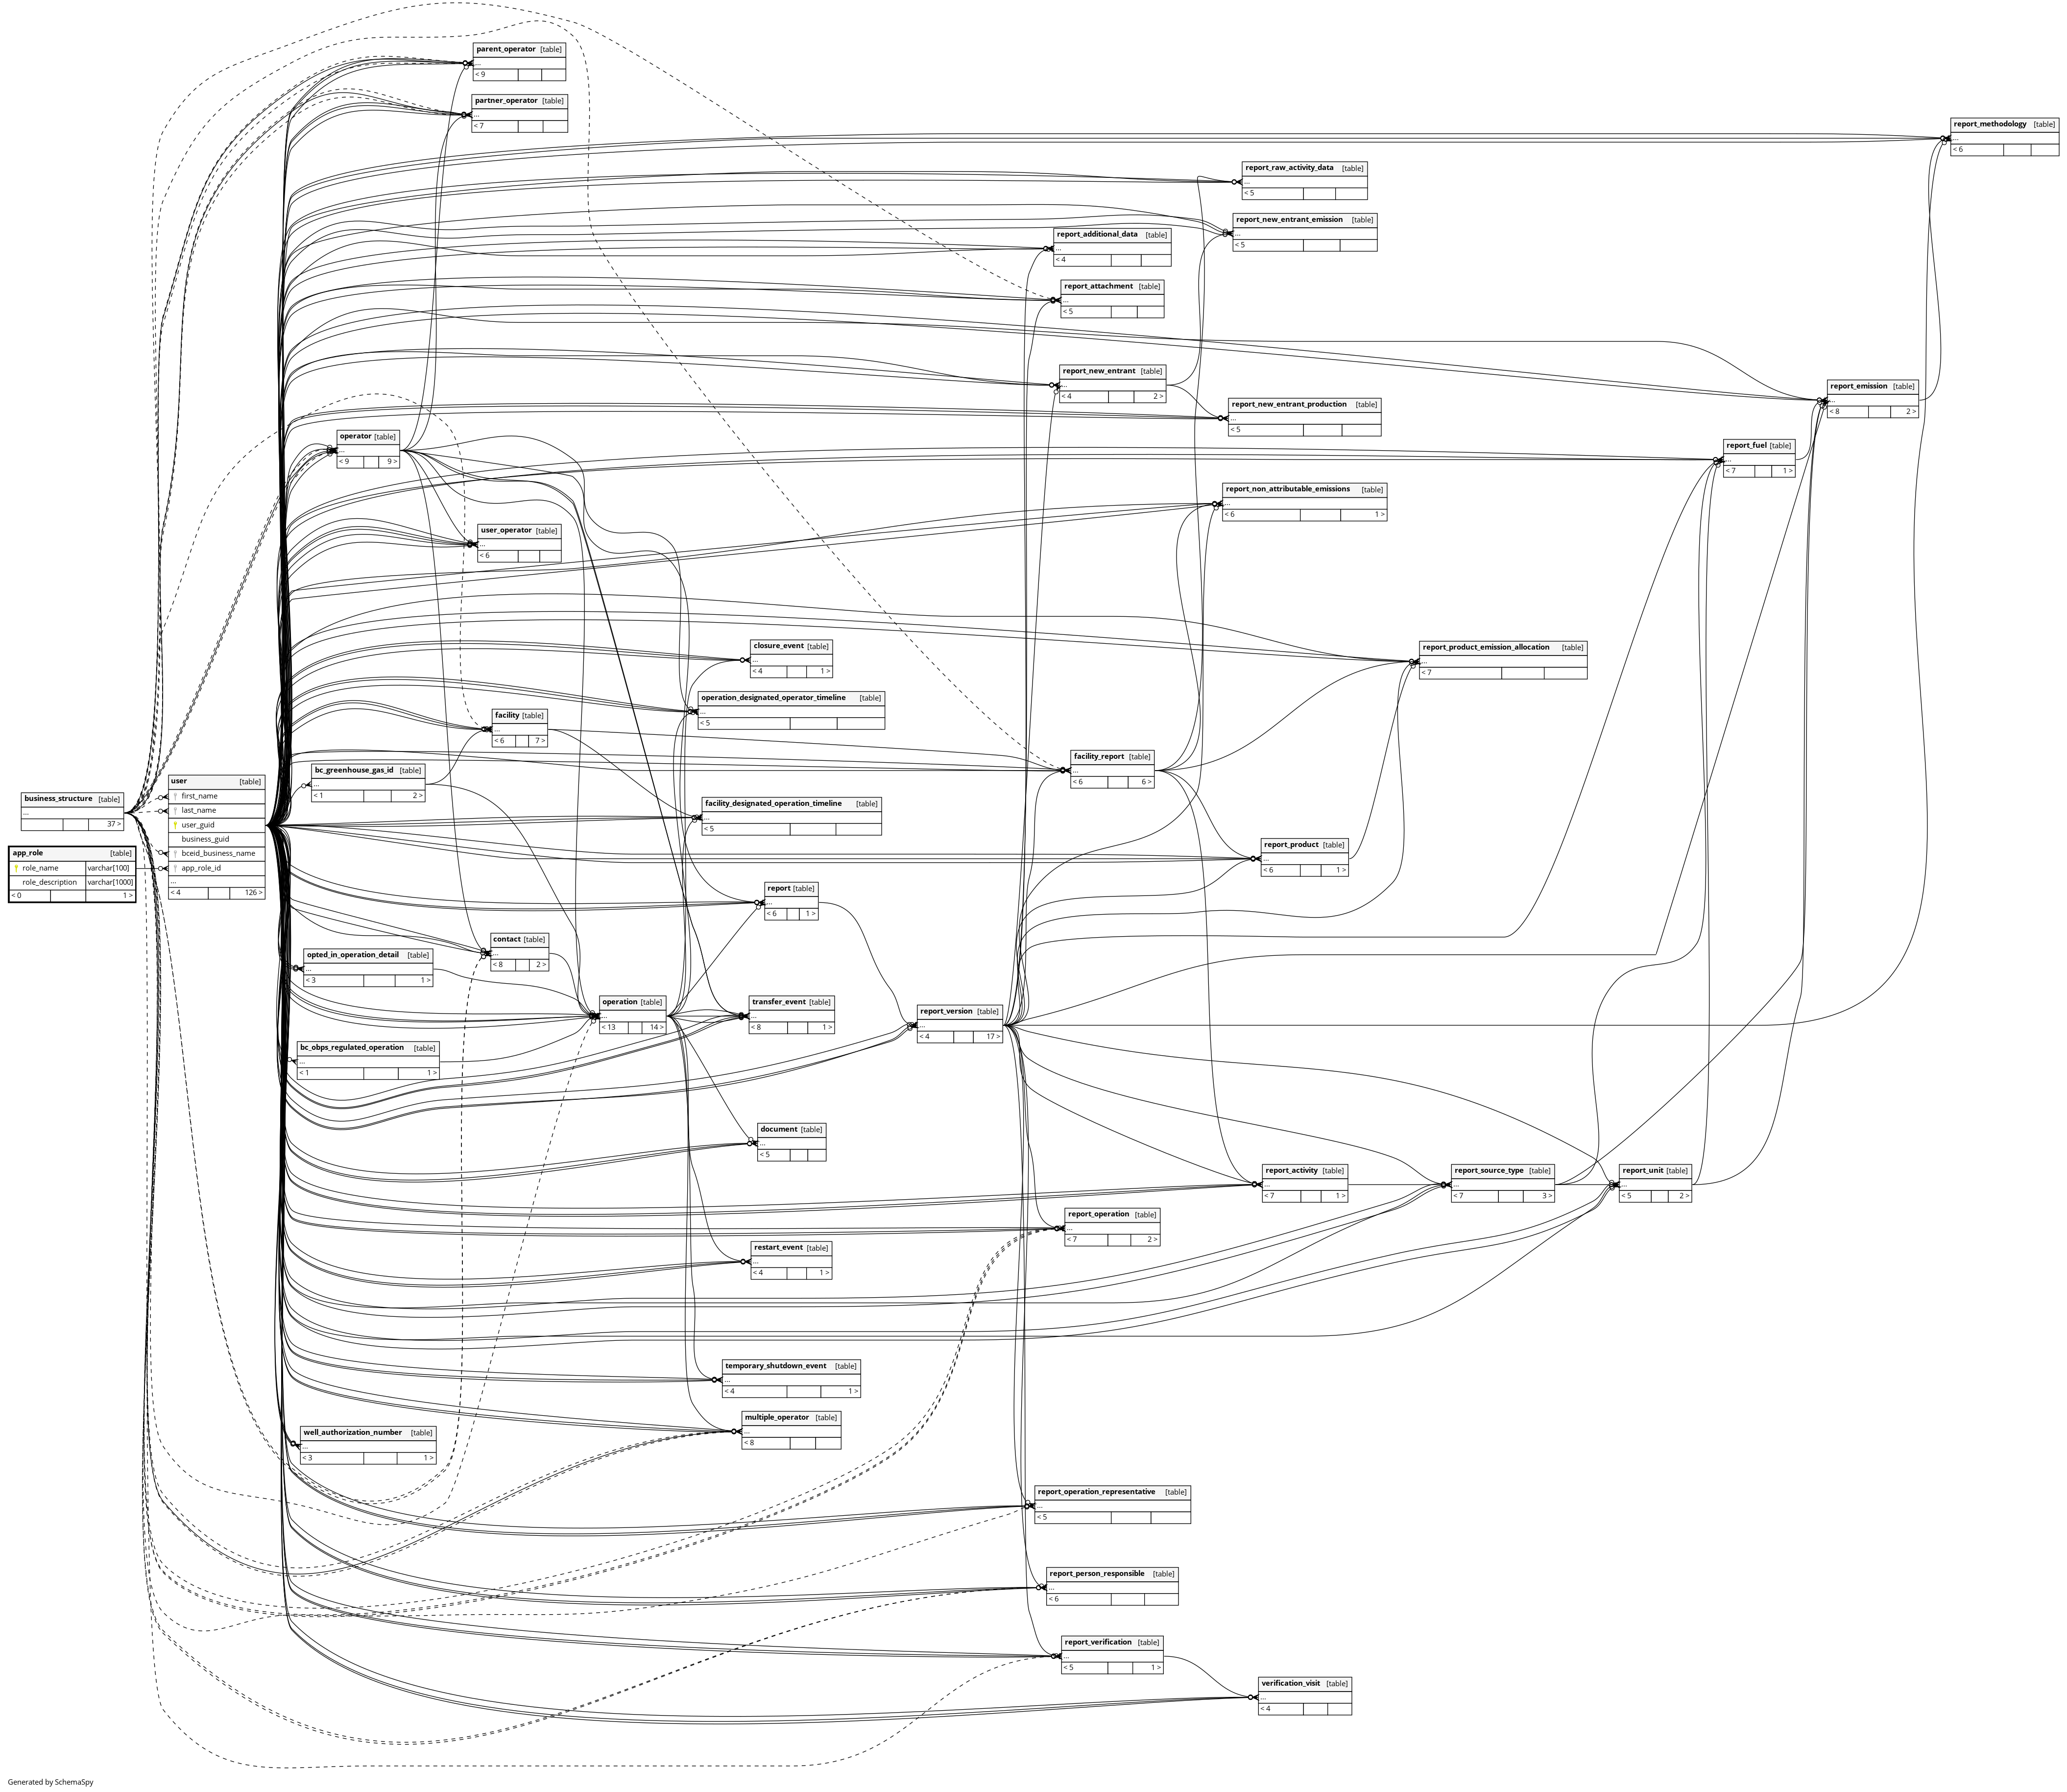 parent_operator [table]
...
< 9
partner_operator [table]
...
< 7
report_methodology [table]
...
< 6
report_raw_activity_data [table]
...
< 5
report_new_entrant_emission [table]
...
< 5
report_additional_data [table]
...
< 4
report_attachment [table]
...
< 5
report_new_entrant [table]
...
< 4 2 >
report_emission [table]
...
< 8 2 >
report_new_entrant_production [table]
...
< 5
operator [table]
...
< 9 9 >
report_fuel [table]
...
< 7 1 >
report_non_attributable_emissions [table]
...
< 6 1 >
user_operator [table]
...
< 6
closure_event [table]
...
< 4 1 >
report_product_emission_allocation [table]
...
< 7
operation_designated_operator_timeline [table]
...
< 5
facility [table]
...
< 6 7 >
facility_report [table]
...
< 6 6 >
bc_greenhouse_gas_id [table]
...
< 1 2 >
user [table]
first_name
last_name
user_guid
business_guid
bceid_business_name
app_role_id
...
< 4 126 >
business_structure [table]
...
37 >
facility_designated_operation_timeline [table]
...
< 5
app_role [table]
role_name varchar[100]
role_description varchar[1000]
< 0 1 >
report_product [table]
...
< 6 1 >
report [table]
...
< 6 1 >
contact [table]
...
< 8 2 >
opted_in_operation_detail [table]
...
< 3 1 >
operation [table]
...
< 13 14 >
transfer_event [table]
...
< 8 1 >
report_version [table]
...
< 4 17 >
bc_obps_regulated_operation [table]
...
< 1 1 >
document [table]
...
< 5
report_activity [table]
...
< 7 1 >
report_source_type [table]
...
< 7 3 >
report_unit [table]
...
< 5 2 >
report_operation [table]
...
< 7 2 >
restart_event [table]
...
< 4 1 >
temporary_shutdown_event [table]
...
< 4 1 >
multiple_operator [table]
...
< 8
well_authorization_number [table]
...
< 3 1 >
report_operation_representative [table]
...
< 5
report_person_responsible [table]
...
< 6
report_verification [table]
...
< 5 1 >
verification_visit [table]
...
< 4
Generated by SchemaSpy